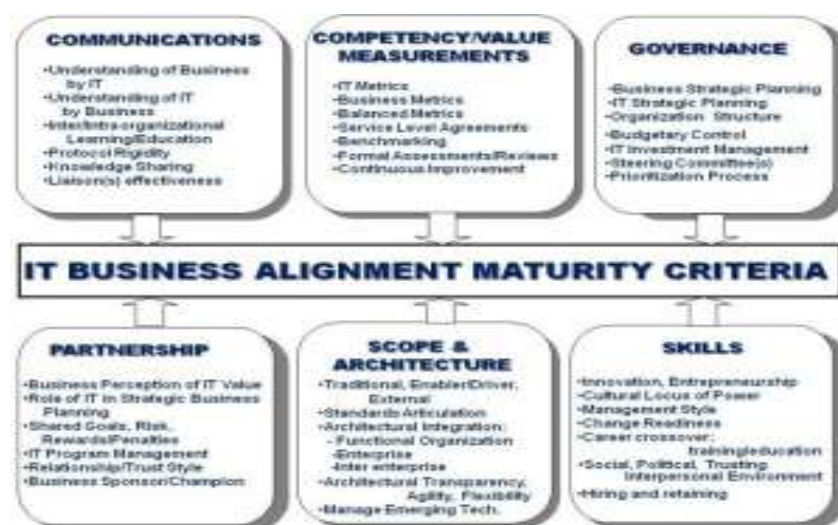 COMMUNICATIONS
•Understanding of Business
by IT
•Understanding of IT
by Business
•Inter/Intra-organizational
Learning/Education
•Protocol Rigidity
•Knowledge Sharing
•Liaison(s) effectiveness
COMPETENCY/VALUE
MEASUREMENTS
•IT Metrics
•Business Metrics
•Balanced Metrics
•Service Level Agreements
•Benchmarking
•Formal Assessments/Reviews
•Continuous Improvement
GOVERNANCE
•Business Strategic Planning
•IT Strategic Planning
•Organization Structure
•Budgetary Control
•IT Investment Management
•Steering Committee(s)
•Prioritization Process
IT BUSINESS ALIGNMENT MATURITY CRITERIA
PARTNERSHIP
•Business Perception of IT Value
•Role of IT in Strategic Business
Planning
•Shared Goals, Risk,
Rewards/Penalties
•IT Program Management
•Relationship/Trust Style
•Business Sponsor/Champion
SCOPE &
ARCHITECTURE
•Traditional, Enabler/Driver,
External
•Standards Articulation
•Architectural Integration:
- Functional Organization
-Enterprise
-Inter enterprise
•Architectural Transparency,
Agility, Flexibility
•Manage Emerging Tech.
SKILLS
•Innovation, Entrepreneurship
•Cultural Locus of Power
•Management Style
•Change Readiness
•Career crossover;
training/education
•Social, Political, Trusting
Interpersonal Environment
•Hiring and retaining